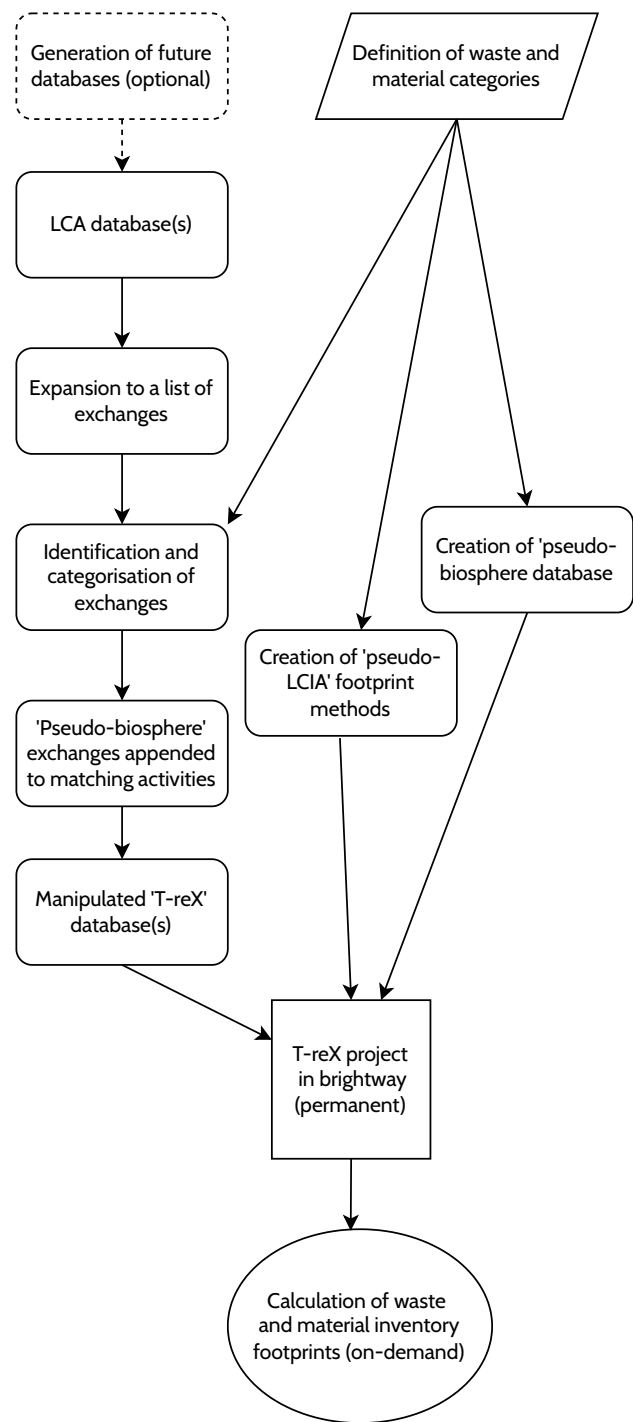 Generation of future
databases (optional)
Definition of waste and
material categories
LCA database(s)
Expansion to a list of
exchanges
Identification and
categorisation of
exchanges
Creation of 'pseudo-
biosphere database
Creation of 'pseudo-
LCIA' footprint
methods
'Pseudo-biosphere'
exchanges appended
to matching activities
Manipulated 'T-reX'
database(s)
T-reX project
in brightway
(permanent)
Calculation of waste
and material inventory
footprints (on-demand)